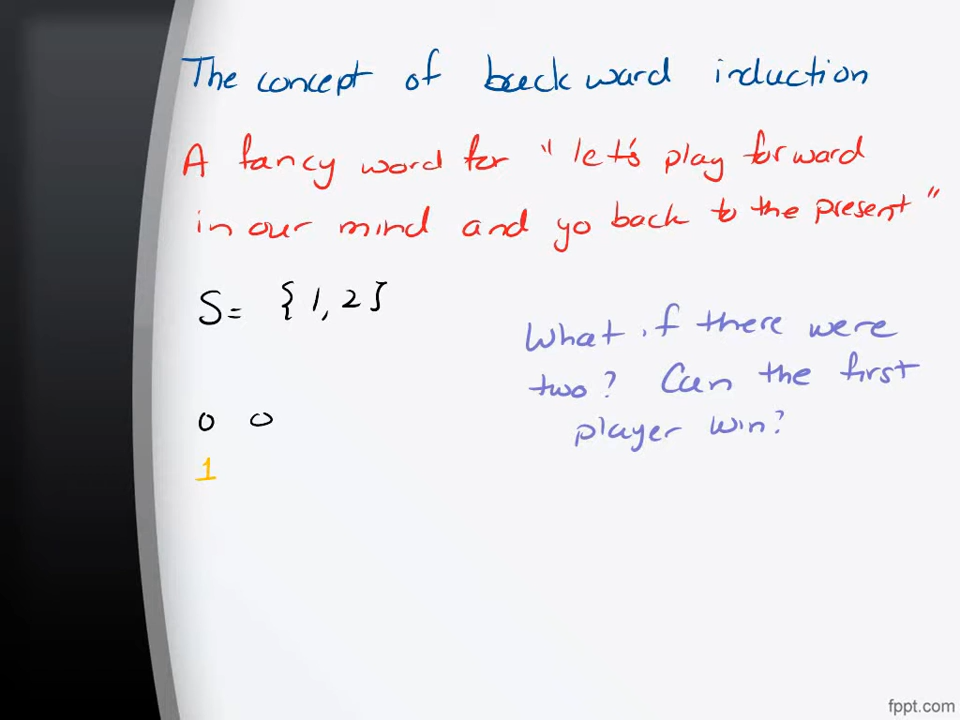 The concept of backward induction
A fancy word for "let's play forward
in our mind and go back to the present"
S= {1,2}
What if there were
two? Can the first
player win?
0 0
1
fppt.com